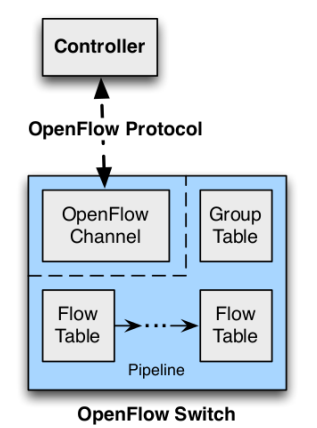 Controller
OpenFlow Protocol
OpenFlow
Channel
Group
Table
Flow
Table
Flow
Table
Pipeline
OpenFlow Switch